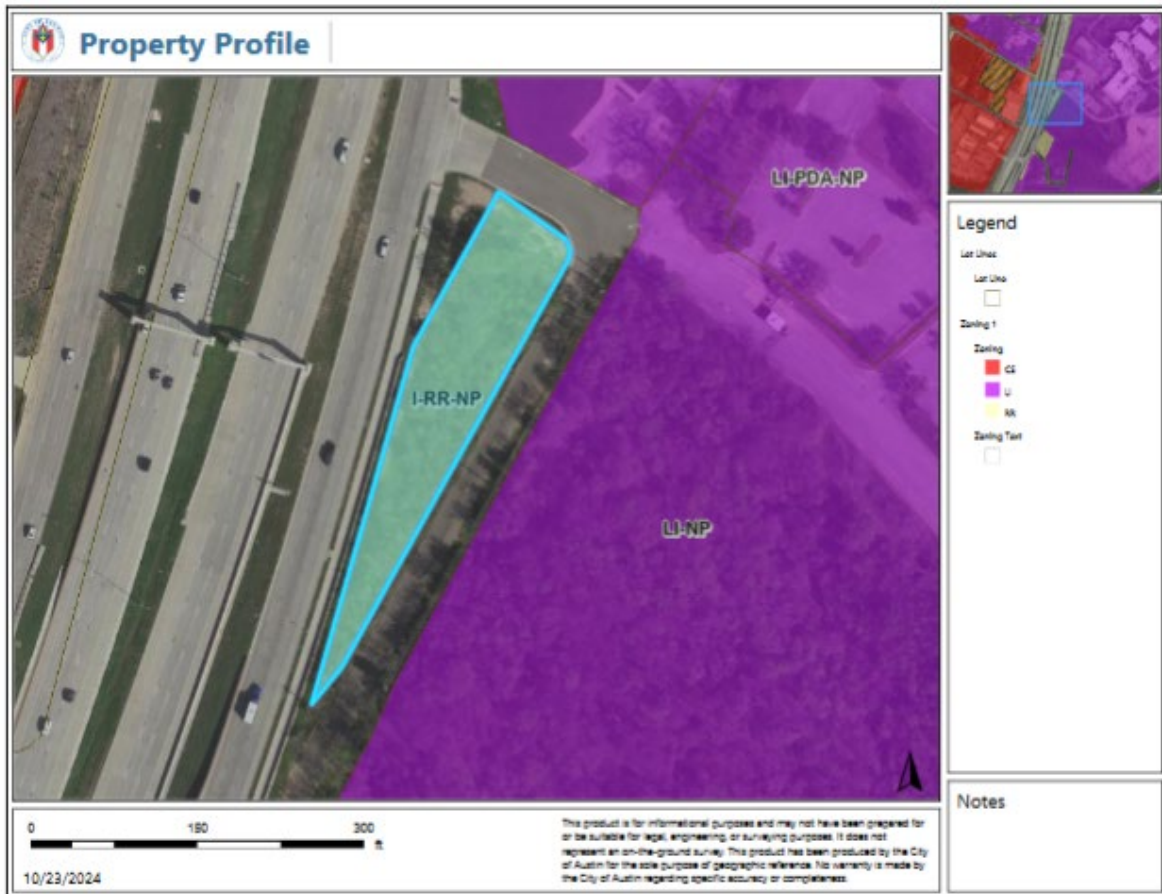 Property Profile
LI-PDA-NP
I-RR-NP
LI-NP
Legend
Lot Lines
Lot Line
Zoning 1
Zoning
CS
LI
RR
Zoning Text
Notes
0 150 300
ft
10/23/2024
This product is for informational purposes and may not have been prepared for
or be suitable for legal, engineering, or surveying purposes. It does not
represent an on-the-ground survey. This product has been produced by the City
of Austin for the sole purpose of geographic reference. No warranty is made by
the City of Austin regarding specific accuracy or completeness.